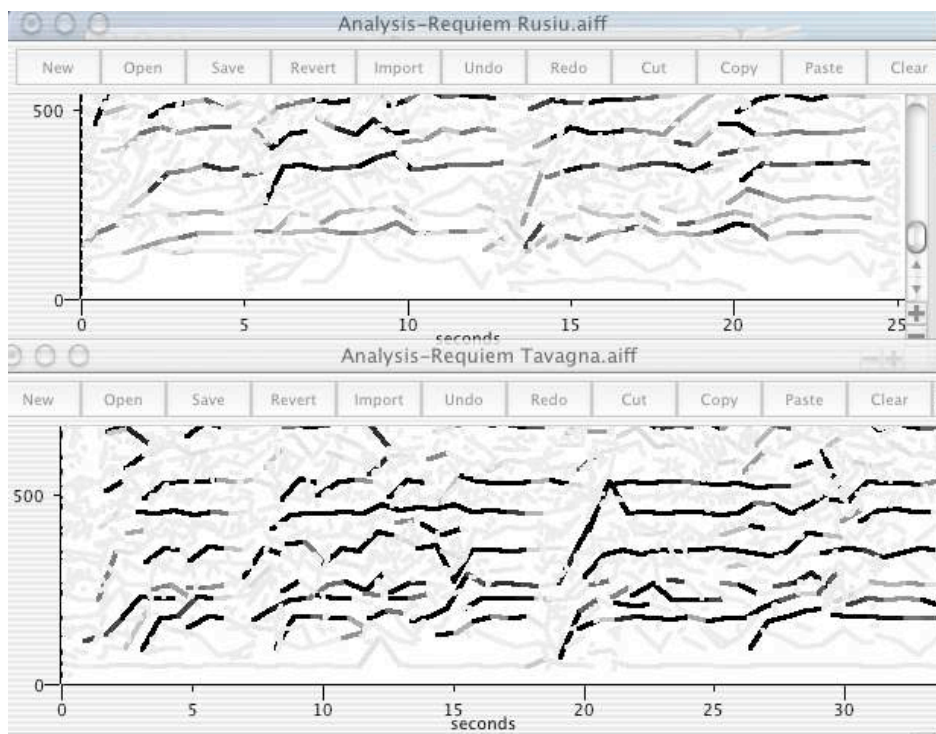 Analysis-Requiem Rusiu.aiff
New Open Save Revert Import Undo Redo Cut Copy Paste Clear
500
0
0 5 10 15 20 25
seconds
Analysis-Requiem Tavagna.aiff
New Open Save Revert Import Undo Redo Cut Copy Paste Clear
500
0
0 5 10 15 20 25 30
seconds